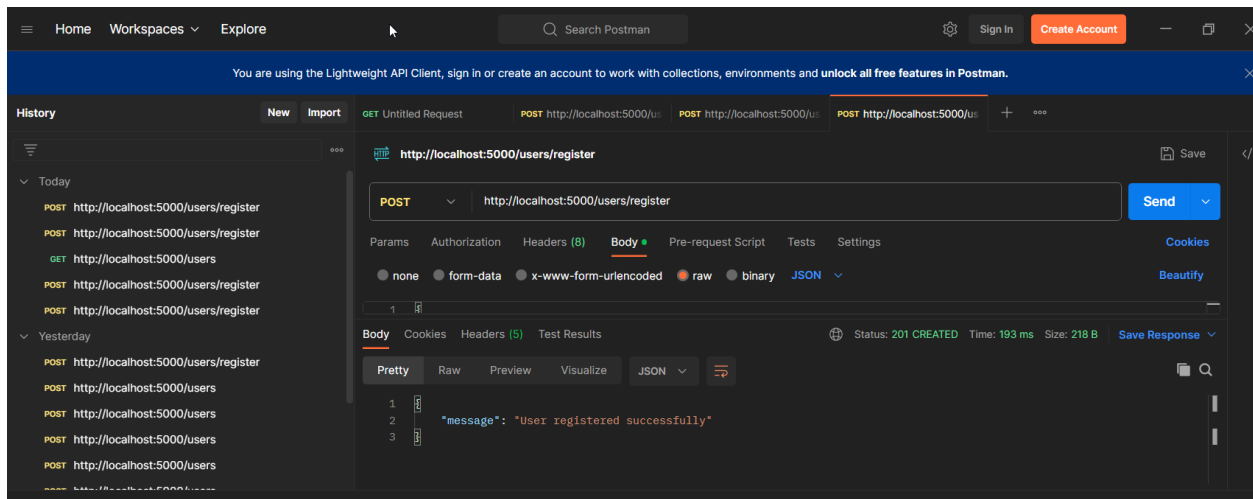 Home Workspaces Explore Search Postman Sign In Create Account
You are using the Lightweight API Client, sign in or create an account to work with collections, environments and unlock all free features in Postman.
History New Import
GET Untitled Request POST http://localhost:5000/us POST http://localhost:5000/us POST http://localhost:5000/us
HTTP http://localhost:5000/users/register Save
POST http://localhost:5000/users/register Send
Params Authorization Headers (8) Body Pre-request Script Tests Settings Cookies
none form-data x-www-form-urlencoded raw binary JSON Beautify
1 {
Today
POST http://localhost:5000/users/register
POST http://localhost:5000/users/register
GET http://localhost:5000/users
POST http://localhost:5000/users/register
POST http://localhost:5000/users/register
Yesterday
POST http://localhost:5000/users/register
POST http://localhost:5000/users
POST http://localhost:5000/users
POST http://localhost:5000/users
POST http://localhost:5000/users
Body Cookies Headers (5) Test Results Status: 201 CREATED Time: 193 ms Size: 218 B Save Response
Pretty Raw Preview Visualize JSON
1 {
2 "message": "User registered successfully"
3 }